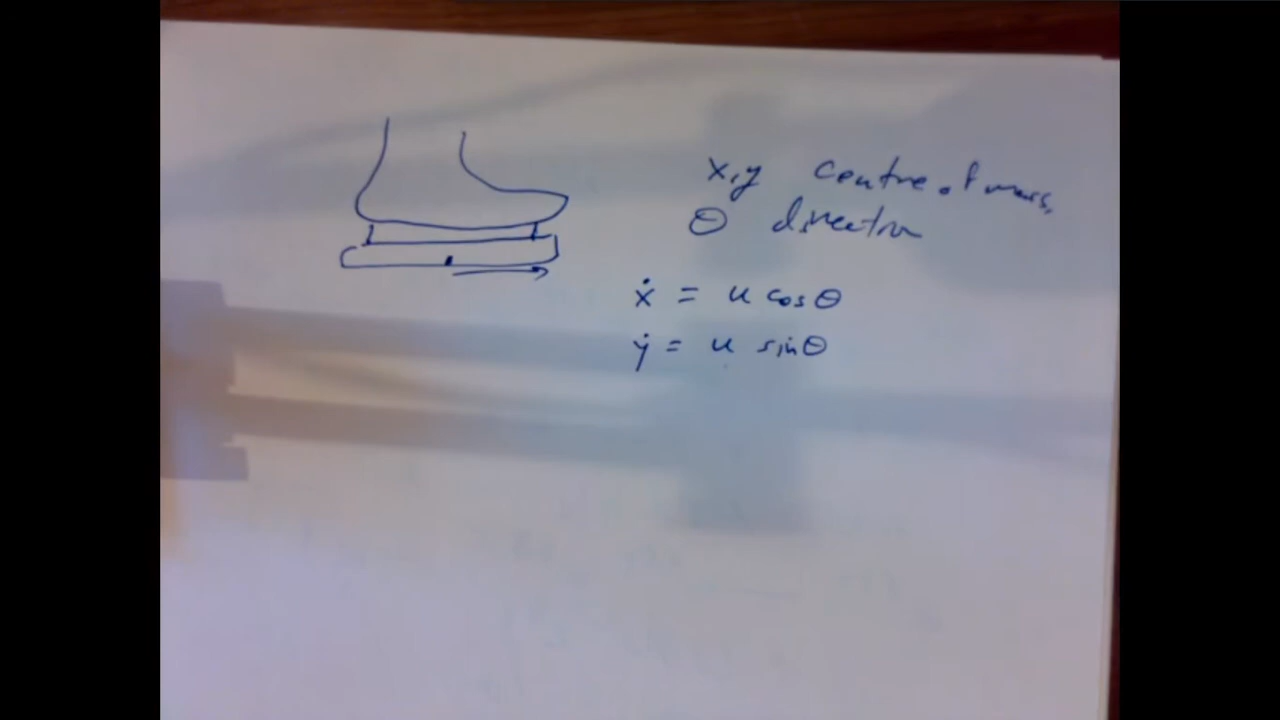 x,y centre of mass,
θ direction
ẋ = u cos θ
ẏ = u sin θ